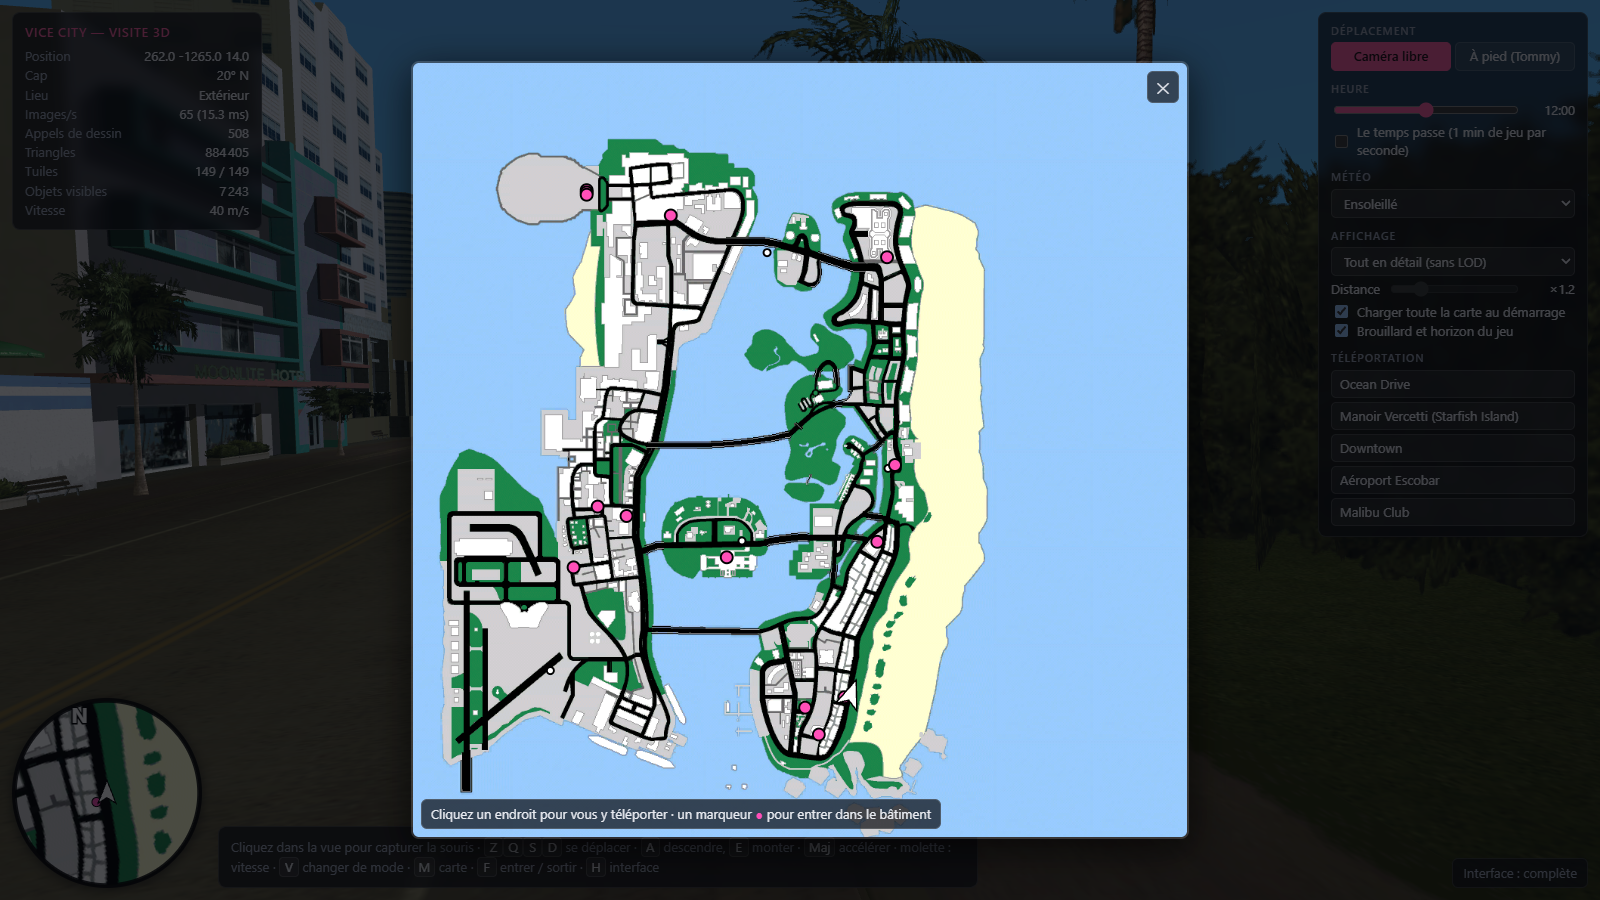 VICE CITY — VISITE 3D
Position 262.0 -1265.0 14.0
Cap 20° N
Lieu Extérieur
Images/s 65 (15.3 ms)
Appels de dessin 508
Triangles 884 405
Tuiles 149 / 149
Objets visibles 7 243
Vitesse 40 m/s
MOONLITE HOTEL
N
Cliquez un endroit pour vous y téléporter · un marqueur ● pour entrer dans le bâtiment
Cliquez dans la vue pour capturer la souris · Z Q S D se déplacer · A descendre, E monter · Maj accélérer · molette :
vitesse · V changer de mode · M carte · F entrer / sortir · H interface
DÉPLACEMENT
Caméra libre
À pied (Tommy)
HEURE
12:00
Le temps passe (1 min de jeu par
seconde)
MÉTÉO
Ensoleillé
AFFICHAGE
Tout en détail (sans LOD)
Distance ×1.2
Charger toute la carte au démarrage
Brouillard et horizon du jeu
TÉLÉPORTATION
Ocean Drive
Manoir Vercetti (Starfish Island)
Downtown
Aéroport Escobar
Malibu Club
Interface : complète